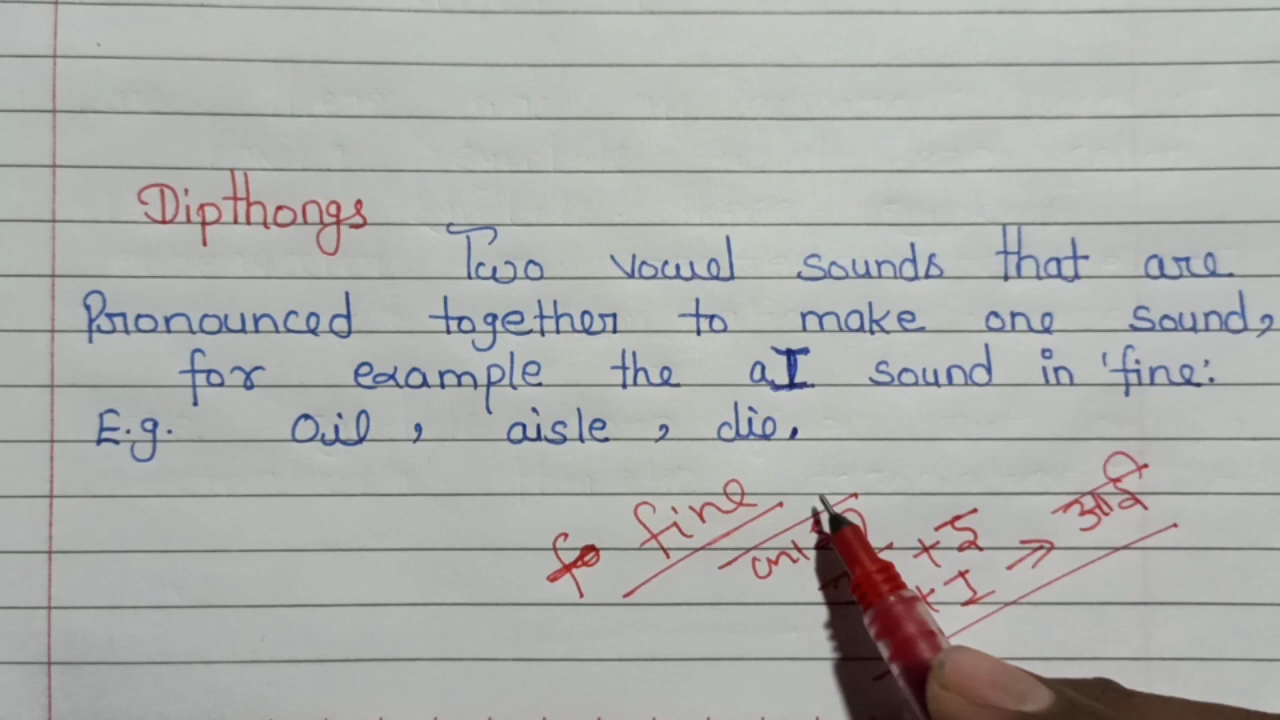 Dipthongs
Two vowel sounds that are
Pronounced together to make one sound,
for example the aI sound in 'fine:
E.g. Oil, aisle, die.
fine
+ इ ⇒ आई
+ I